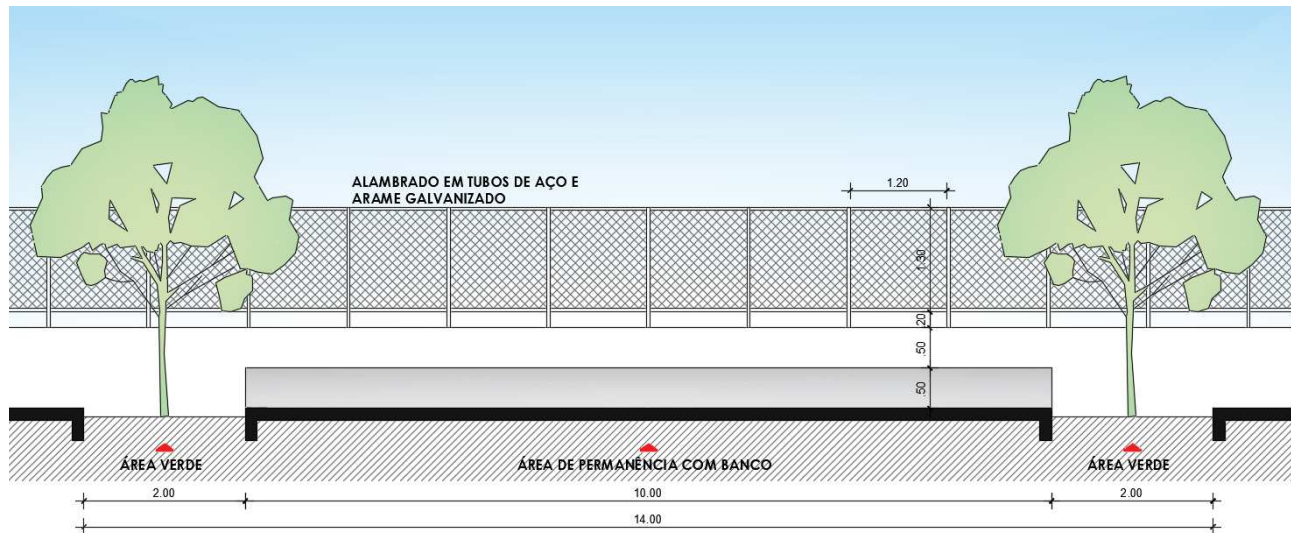 ALAMBRADO EM TUBOS DE AÇO E
ARAME GALVANIZADO
1.20
1.30
.20
.50
.50
ÁREA VERDE
ÁREA DE PERMANÊNCIA COM BANCO
ÁREA VERDE
2.00
10.00
2.00
14.00